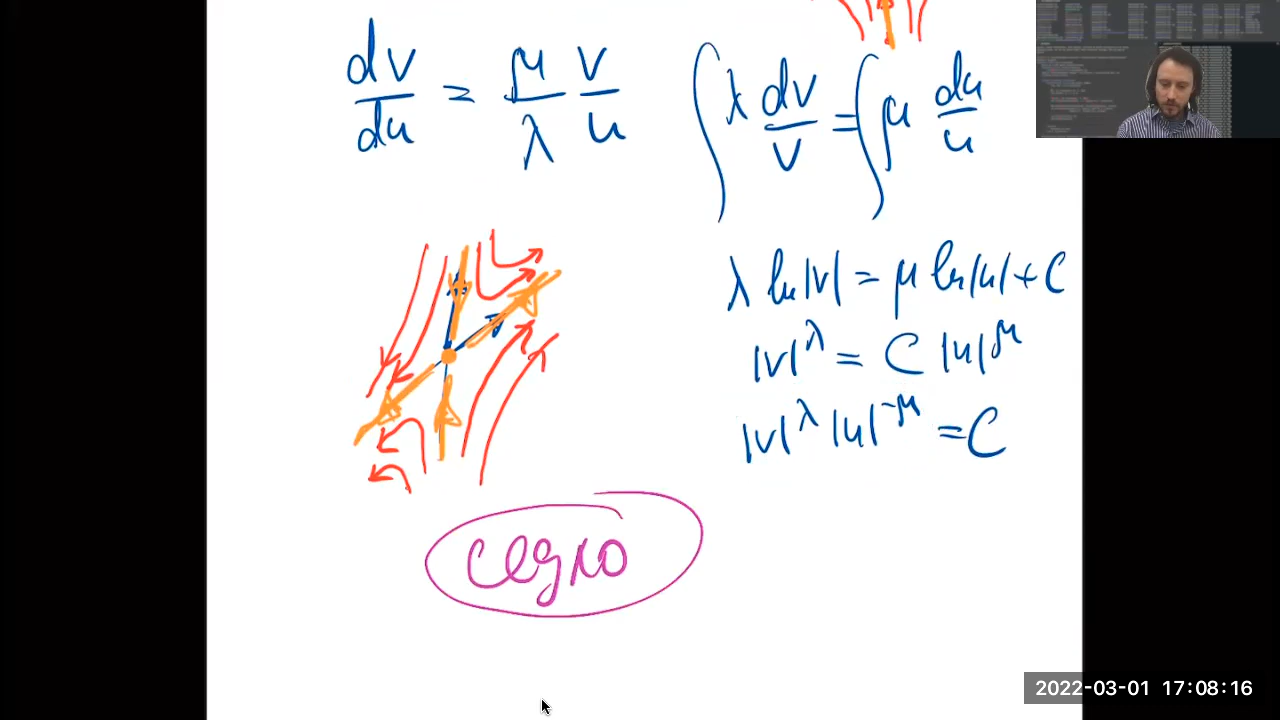 dv/du = μ/λ v/u
∫ λ dv/v = ∫ μ du/u
λ ln|v| = μ ln|u| + C
|v|^λ = C |u|^μ
|v|^λ |u|^-μ = C
седло
2022-03-01 17:08:16